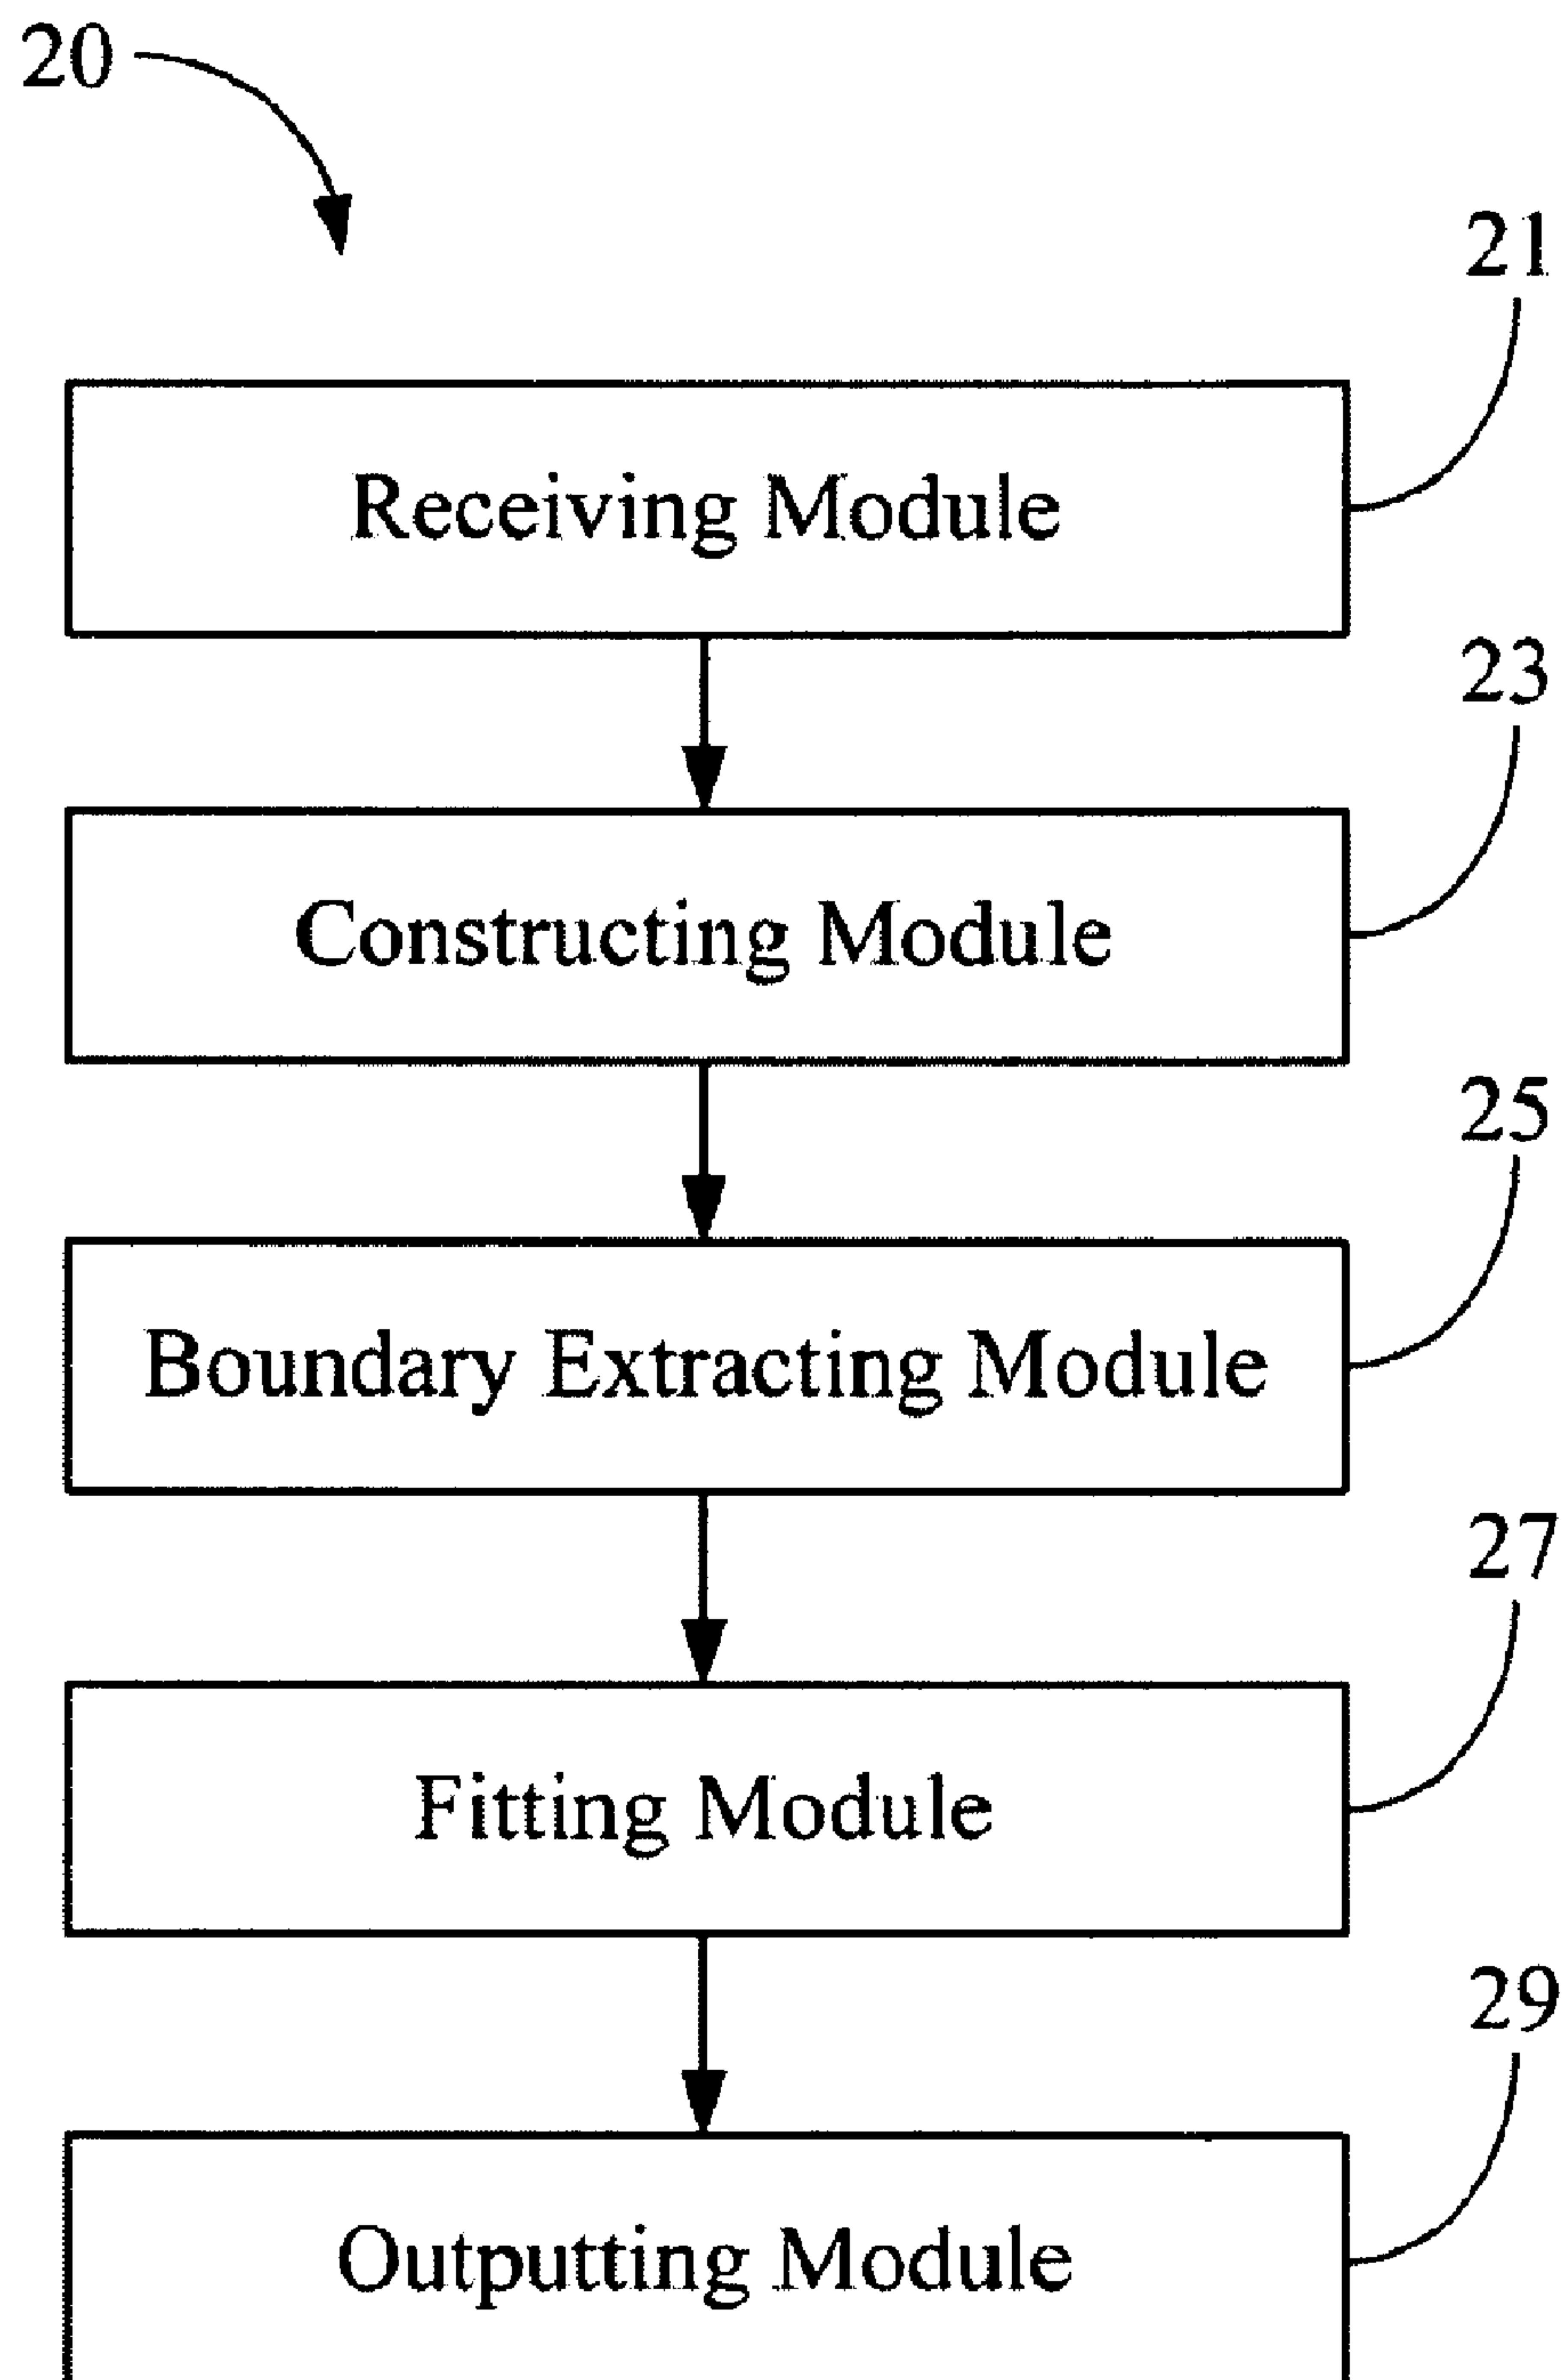 20
21
Receiving Module
23
Constructing Module
25
Boundary Extracting Module
27
Fitting Module
29
Outputting Module